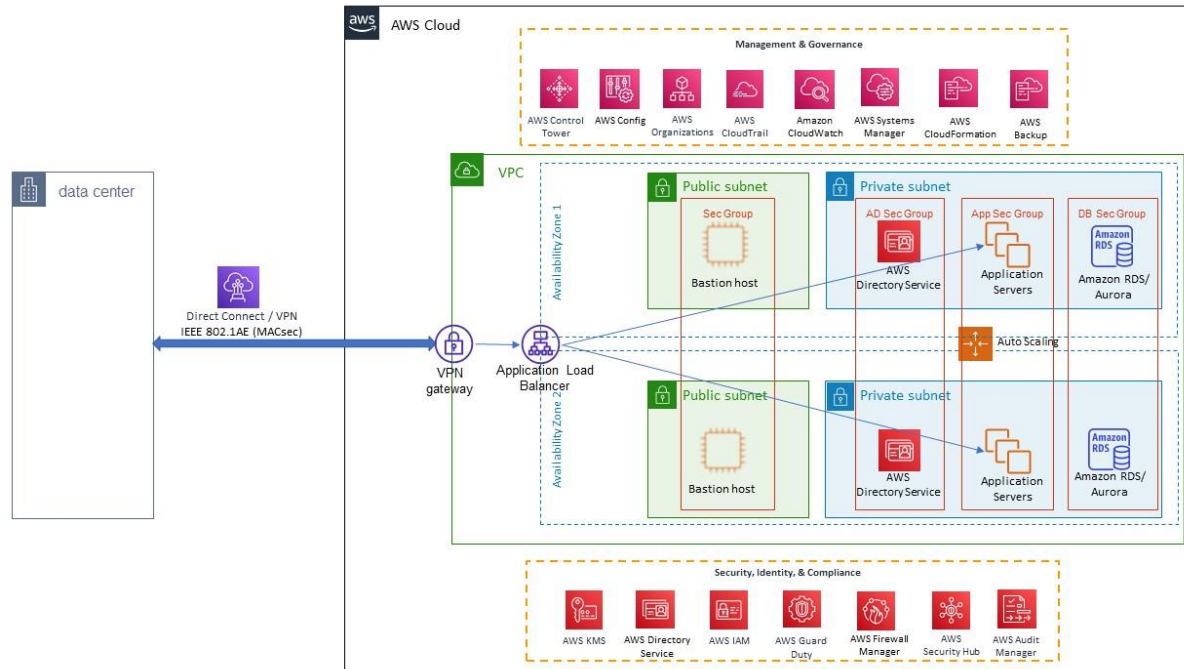 aws
AWS Cloud
Management & Governance
AWS Control
Tower
AWS Config
AWS
Organizations
AWS
CloudTrail
Amazon
CloudWatch
AWS Systems
Manager
AWS
CloudFormation
AWS
Backup
data center
Direct Connect / VPN
IEEE 802.1AE (MACsec)
VPC
VPN
gateway
Application Load
Balancer
Availability Zone 1
Public subnet
Sec Group
Bastion host
Private subnet
AD Sec Group
AWS
Directory Service
App Sec Group
Application
Servers
DB Sec Group
Amazon
RDS
Amazon RDS/
Aurora
Auto Scaling
Availability Zone 2
Public subnet
Bastion host
Private subnet
AWS
Directory Service
Application
Servers
Amazon
RDS
Amazon RDS/
Aurora
Security, Identity, & Compliance
AWS KMS
AWS Directory
Service
AWS IAM
AWS Guard
Duty
AWS Firewall
Manager
AWS
Security Hub
AWS Audit
Manager